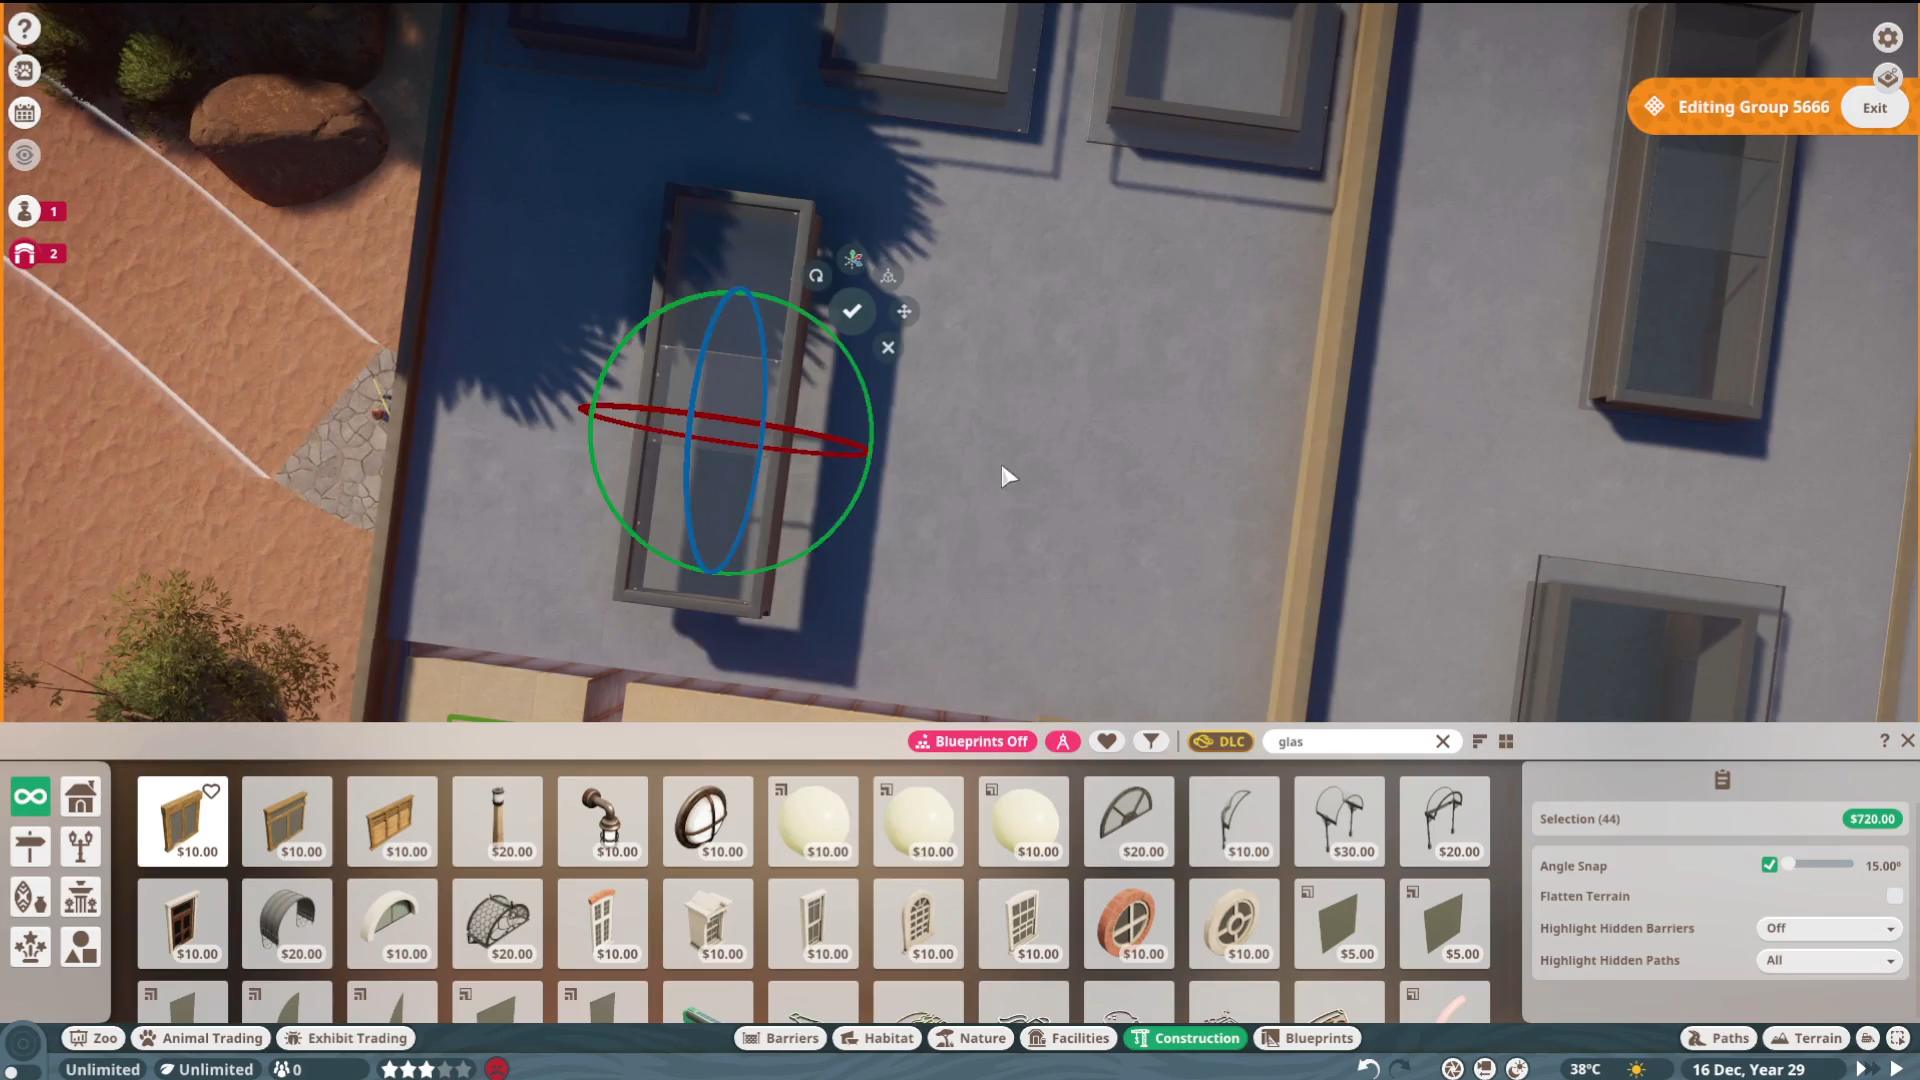 ?
Editing Group 5666
Exit
1
2
Blueprints Off
DLC
glas
?
$10.00
$10.00
$10.00
$20.00
$10.00
$10.00
$10.00
$10.00
$10.00
$20.00
$10.00
$30.00
$20.00
$10.00
$20.00
$10.00
$20.00
$10.00
$10.00
$10.00
$10.00
$10.00
$10.00
$10.00
$5.00
$5.00
Selection (44)
$720.00
Angle Snap
15.00°
Flatten Terrain
Highlight Hidden Barriers
Off
Highlight Hidden Paths
All
Zoo
Animal Trading
Exhibit Trading
Barriers
Habitat
Nature
Facilities
Construction
Blueprints
Paths
Terrain
Unlimited
Unlimited
0
38°C
16 Dec, Year 29